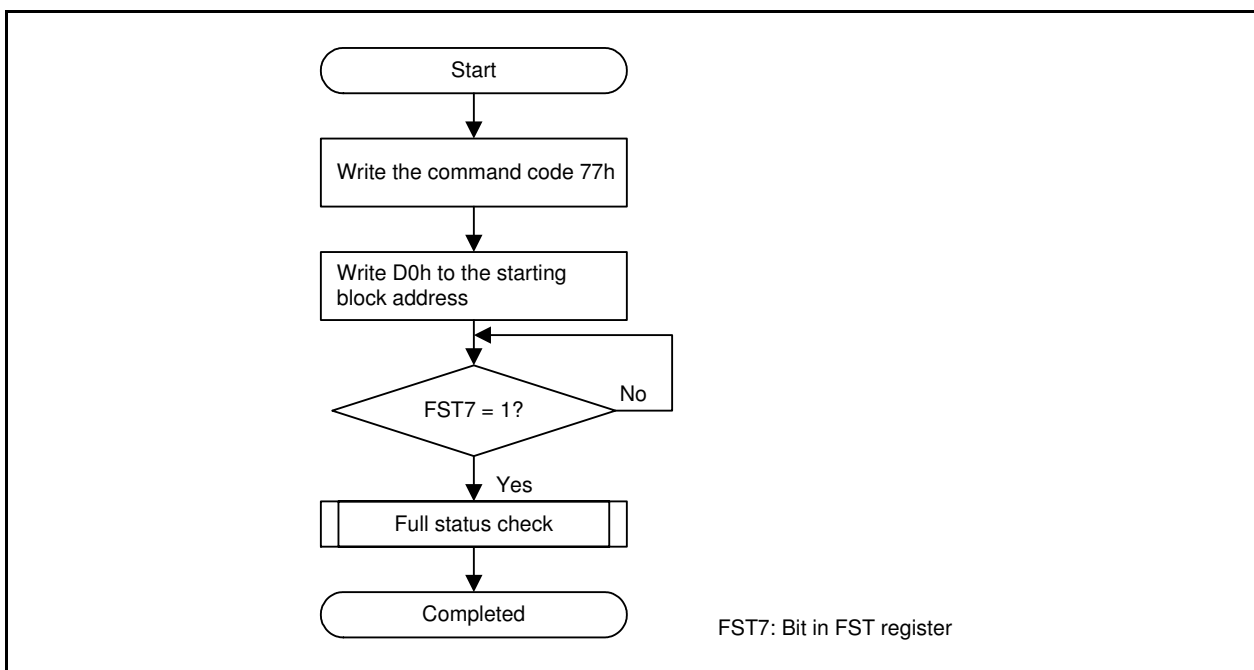 Start
Write the command code 77h
Write D0h to the starting
block address
FST7 = 1?
No
Yes
Full status check
Completed
FST7: Bit in FST register